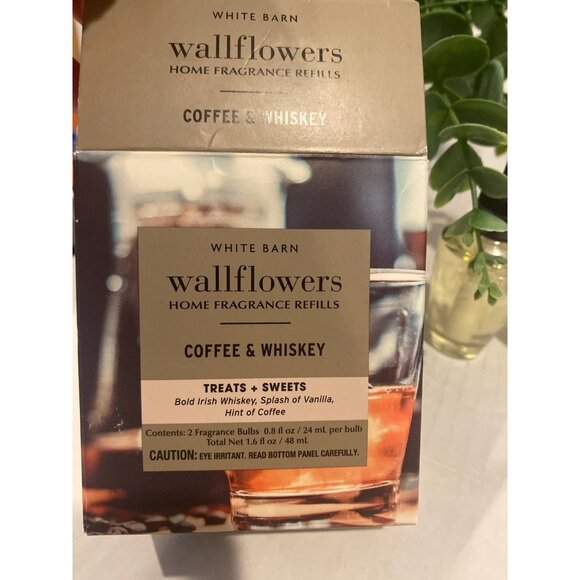 WHITE BARN
wallflowers
HOME FRAGRANCE REFILLS
COFFEE & WHISKEY
WHITE BARN
wallflowers
HOME FRAGRANCE REFILLS
COFFEE & WHISKEY
TREATS + SWEETS
Bold Irish Whiskey, Splash of Vanilla,
Hint of Coffee
Contents: 2 Fragrance Bulbs 0.8 fl oz / 24 mL per bulb
Total Net 1.6 fl oz / 48 mL
CAUTION: EYE IRRITANT. READ BOTTOM PANEL CAREFULLY.